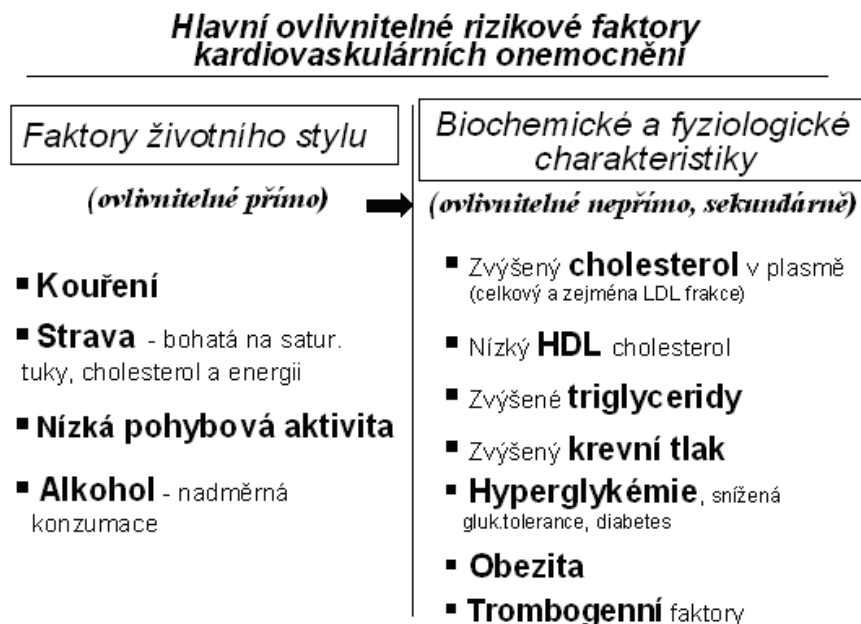 Hlavní ovlivnitelné rizikové faktory
kardiovaskulárních onemocnění
Faktory životního stylu
(ovlivnitelné přímo)
▪ Kouření
▪ Strava - bohatá na satur.
tuky, cholesterol a energii
▪ Nízká pohybová aktivita
▪ Alkohol - nadměrná
konzumace
Biochemické a fyziologické
charakteristiky
(ovlivnitelné nepřímo, sekundárně)
▪ Zvýšený cholesterol v plasmě
(celkový a zejména LDL frakce)
▪ Nízký HDL cholesterol
▪ Zvýšené triglyceridy
▪ Zvýšený krevní tlak
▪ Hyperglykémie, snížená
gluk.tolerance, diabetes
▪ Obezita
▪ Trombogenní faktory